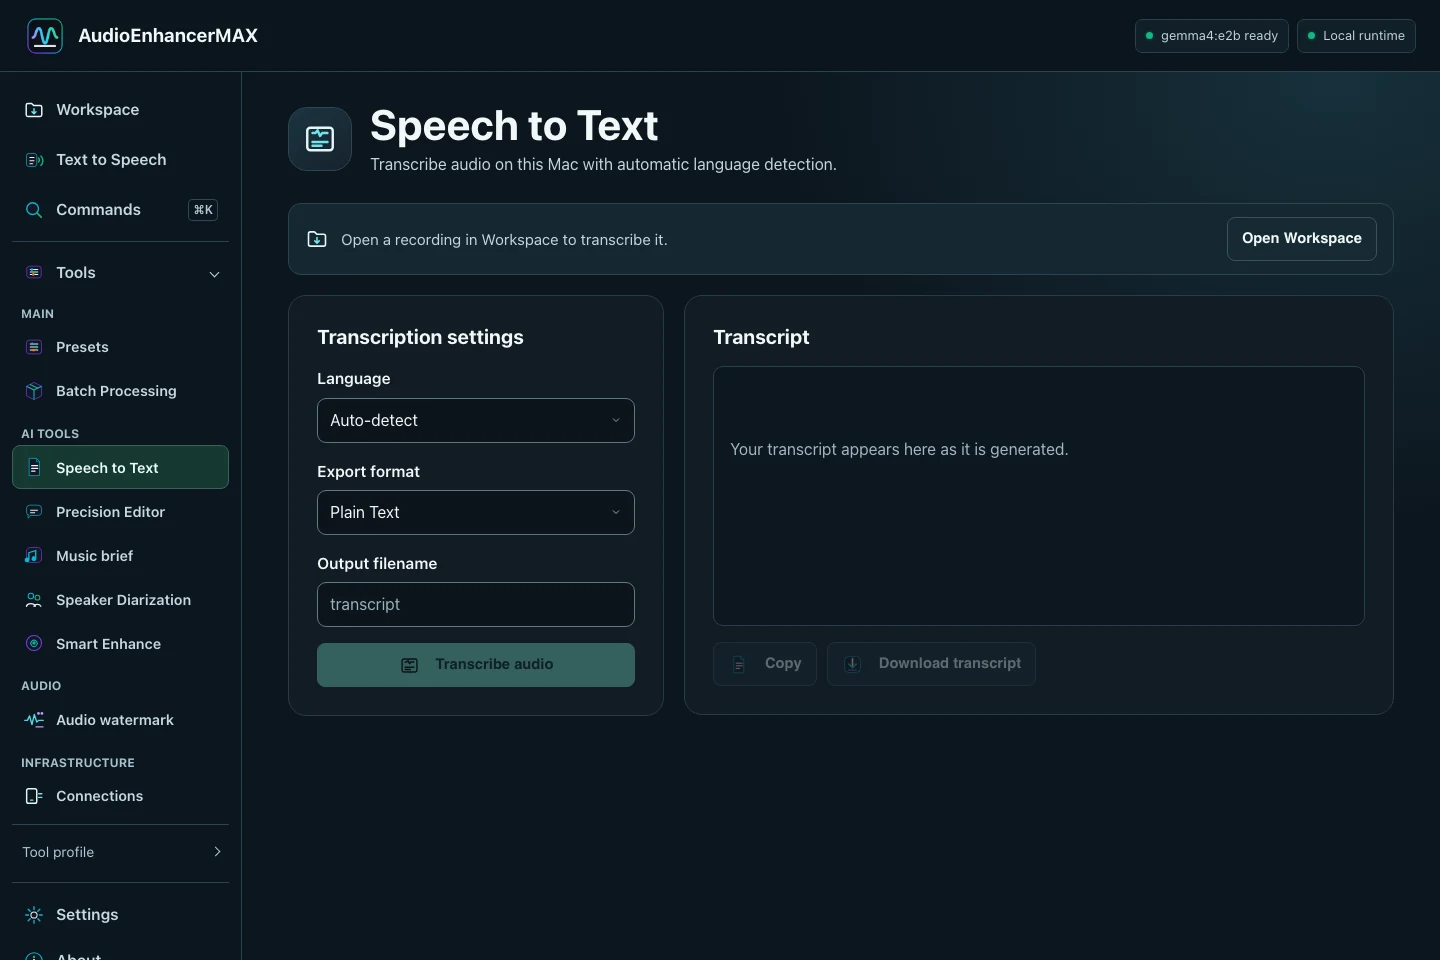 AudioEnhancerMAX
gemma4:e2b ready
Local runtime
Workspace
Text to Speech
Commands
⌘K
Tools
MAIN
Presets
Batch Processing
AI TOOLS
Speech to Text
Precision Editor
Music brief
Speaker Diarization
Smart Enhance
AUDIO
Audio watermark
INFRASTRUCTURE
Connections
Tool profile
Settings
About
Speech to Text
Transcribe audio on this Mac with automatic language detection.
Open a recording in Workspace to transcribe it.
Open Workspace
Transcription settings
Language
Auto-detect
Export format
Plain Text
Output filename
transcript
Transcribe audio
Transcript
Your transcript appears here as it is generated.
Copy
Download transcript